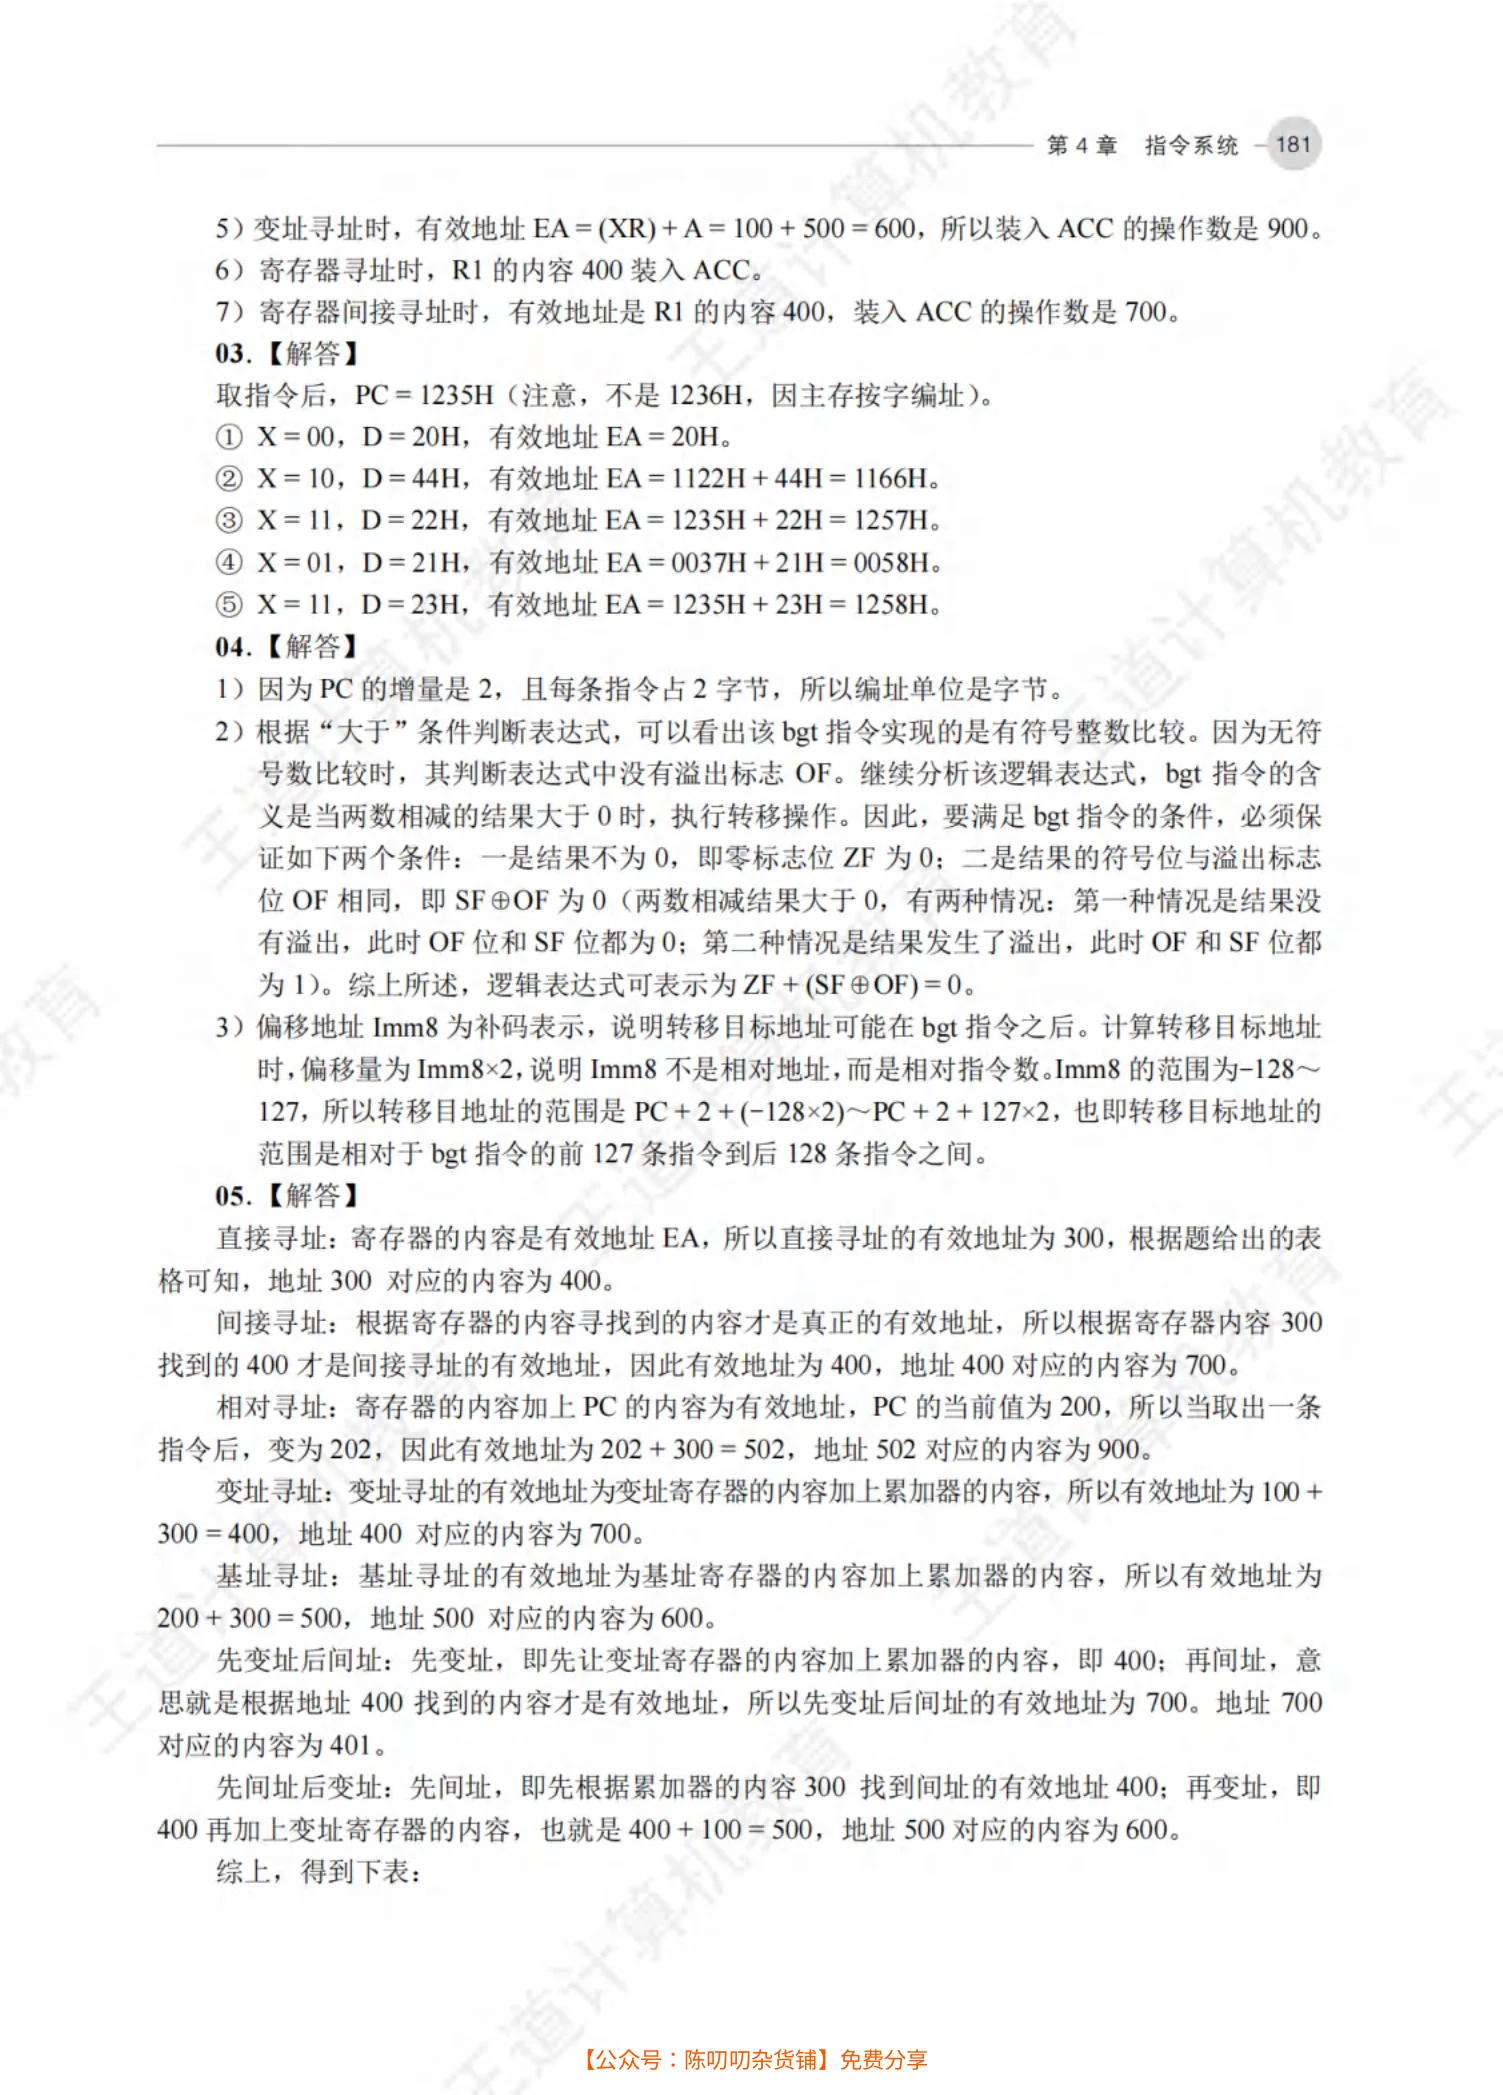 第 4 章 指令系统 181
5）变址寻址时，有效地址 EA = (XR) + A = 100 + 500 = 600，所以装入 ACC 的操作数是 900。
6）寄存器寻址时，R1 的内容 400 装入 ACC。
7）寄存器间接寻址时，有效地址是 R1 的内容 400，装入 ACC 的操作数是 700。
03.【解答】
取指令后，PC = 1235H（注意，不是 1236H，因主存按字编址）。
① X = 00，D = 20H，有效地址 EA = 20H。
② X = 10，D = 44H，有效地址 EA = 1122H + 44H = 1166H。
③ X = 11，D = 22H，有效地址 EA = 1235H + 22H = 1257H。
④ X = 01，D = 21H，有效地址 EA = 0037H + 21H = 0058H。
⑤ X = 11，D = 23H，有效地址 EA = 1235H + 23H = 1258H。
04.【解答】
1）因为 PC 的增量是 2，且每条指令占 2 字节，所以编址单位是字节。
2）根据“大于”条件判断表达式，可以看出该 bgt 指令实现的是有符号整数比较。因为无符
号数比较时，其判断表达式中没有溢出标志 OF。继续分析该逻辑表达式，bgt 指令的含
义是当两数相减的结果大于 0 时，执行转移操作。因此，要满足 bgt 指令的条件，必须保
证如下两个条件：一是结果不为 0，即零标志位 ZF 为 0；二是结果的符号位与溢出标志
位 OF 相同，即 SF⊕OF 为 0（两数相减结果大于 0，有两种情况：第一种情况是结果没
有溢出，此时 OF 位和 SF 位都为 0；第二种情况是结果发生了溢出，此时 OF 和 SF 位都
为 1）。综上所述，逻辑表达式可表示为 ZF + (SF⊕OF) = 0。
3）偏移地址 Imm8 为补码表示，说明转移目标地址可能在 bgt 指令之后。计算转移目标地址
时，偏移量为 Imm8×2，说明 Imm8 不是相对地址，而是相对指令数。Imm8 的范围为−128～
127，所以转移目地址的范围是 PC + 2 + (−128×2)～PC + 2 + 127×2，也即转移目标地址的
范围是相对于 bgt 指令的前 127 条指令到后 128 条指令之间。
05.【解答】
直接寻址：寄存器的内容是有效地址 EA，所以直接寻址的有效地址为 300，根据题给出的表
格可知，地址 300 对应的内容为 400。
间接寻址：根据寄存器的内容寻找到的内容才是真正的有效地址，所以根据寄存器内容 300
找到的 400 才是间接寻址的有效地址，因此有效地址为 400，地址 400 对应的内容为 700。
相对寻址：寄存器的内容加上 PC 的内容为有效地址，PC 的当前值为 200，所以当取出一条
指令后，变为 202，因此有效地址为 202 + 300 = 502，地址 502 对应的内容为 900。
变址寻址：变址寻址的有效地址为变址寄存器的内容加上累加器的内容，所以有效地址为 100 +
300 = 400，地址 400 对应的内容为 700。
基址寻址：基址寻址的有效地址为基址寄存器的内容加上累加器的内容，所以有效地址为
200 + 300 = 500，地址 500 对应的内容为 600。
先变址后间址：先变址，即先让变址寄存器的内容加上累加器的内容，即 400；再间址，意
思就是根据地址 400 找到的内容才是有效地址，所以先变址后间址的有效地址为 700。地址 700
对应的内容为 401。
先间址后变址：先间址，即先根据累加器的内容 300 找到间址的有效地址 400；再变址，即
400 再加上变址寄存器的内容，也就是 400 + 100 = 500，地址 500 对应的内容为 600。
综上，得到下表：
【公众号：陈叨叨杂货铺】免费分享
王道计算机教育